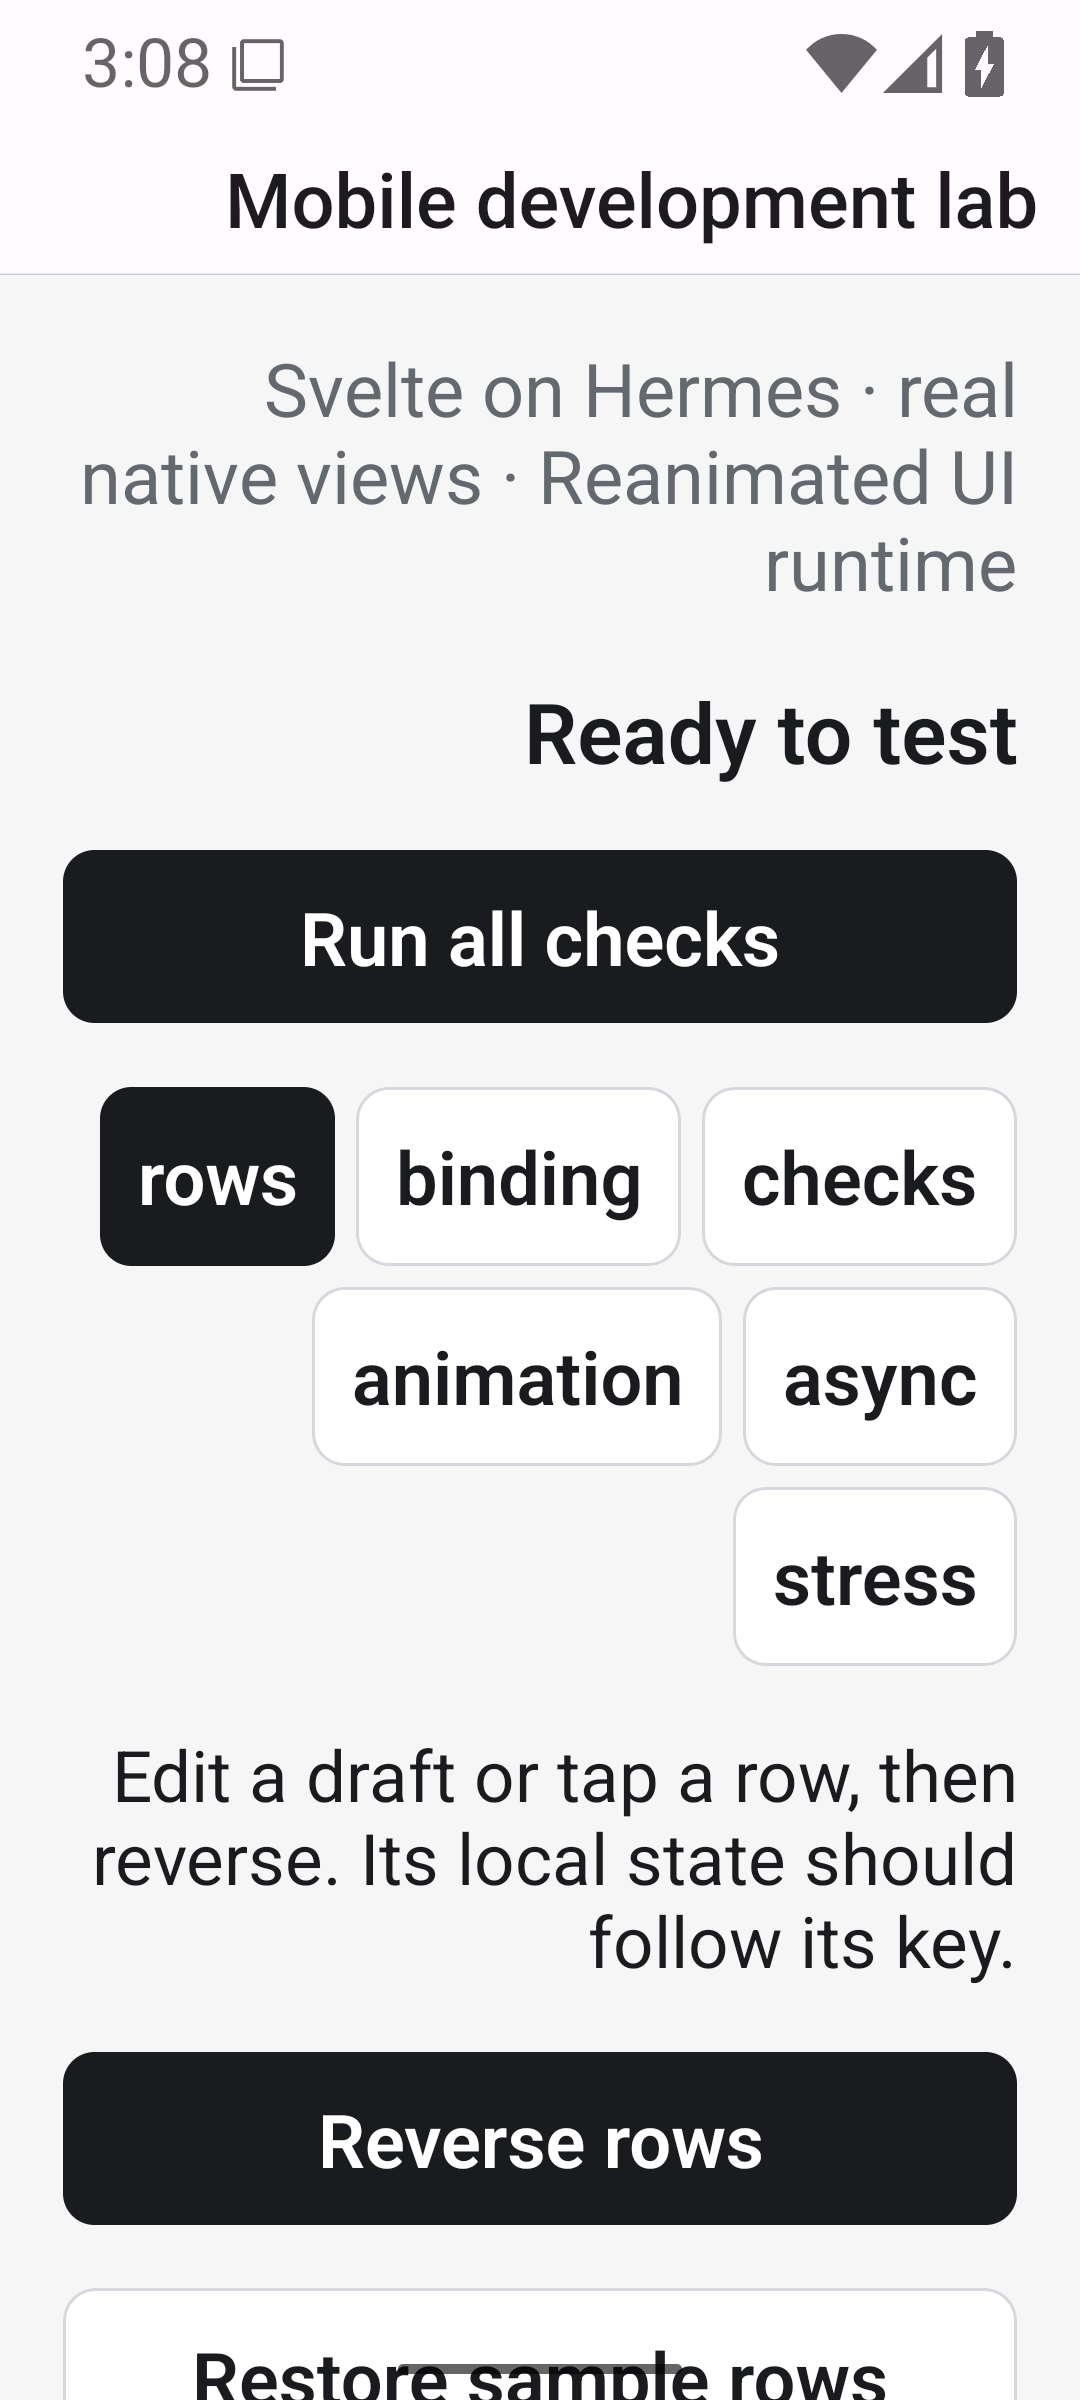 3:08
Mobile development lab
Svelte on Hermes · real
native views · Reanimated UI
runtime
Ready to test
Run all checks
rows binding checks
animation async
stress
Edit a draft or tap a row, then
reverse. Its local state should
follow its key.
Reverse rows
Restore sample rows